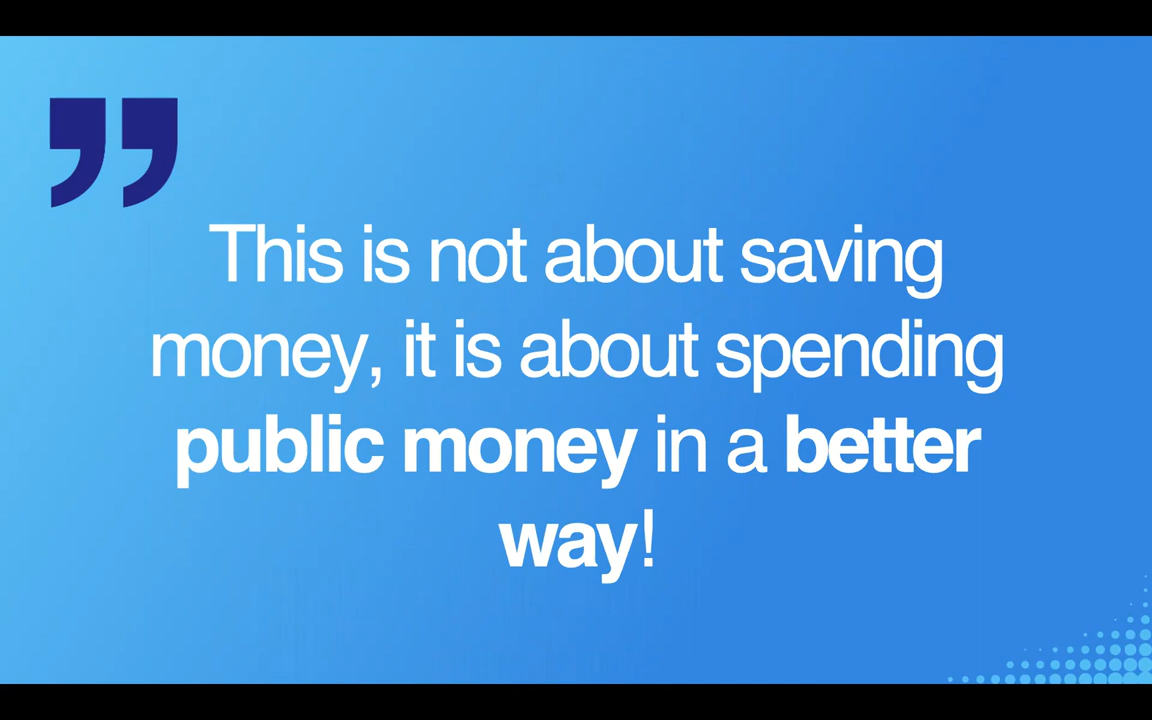 ”
This is not about saving
money, it is about spending
public money in a better
way!